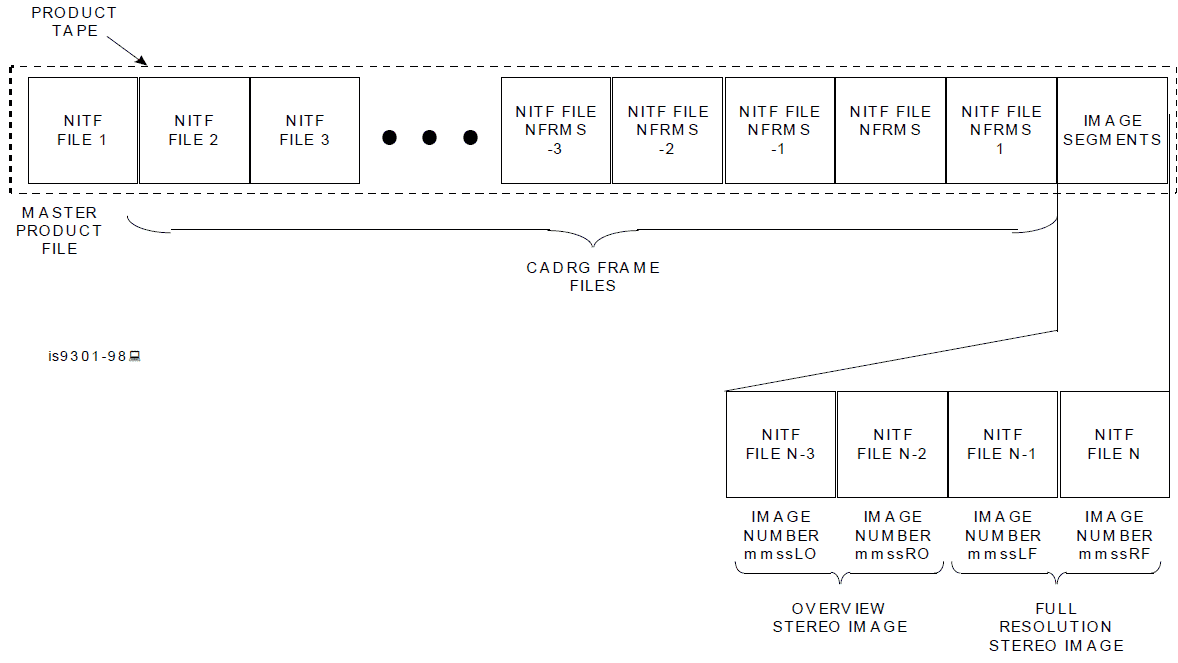 PRODUCT
TAPE
NITF
FILE 1
NITF
FILE 2
NITF
FILE 3
NITF FILE
NFRMS
-3
NITF FILE
NFRMS
-2
NITF FILE
NFRMS
-1
NITF FILE
NFRMS
NITF FILE
NFRMS
1
IMAGE
SEGMENTS
MASTER
PRODUCT
FILE
CADRG FRAME
FILES
is9301-98
NITF
FILE N-3
NITF
FILE N-2
NITF
FILE N-1
NITF
FILE N
IMAGE
NUMBER
mmssLO
IMAGE
NUMBER
mmssRO
IMAGE
NUMBER
mmssLF
IMAGE
NUMBER
mmssRF
OVERVIEW
STEREO IMAGE
FULL
RESOLUTION
STEREO IMAGE